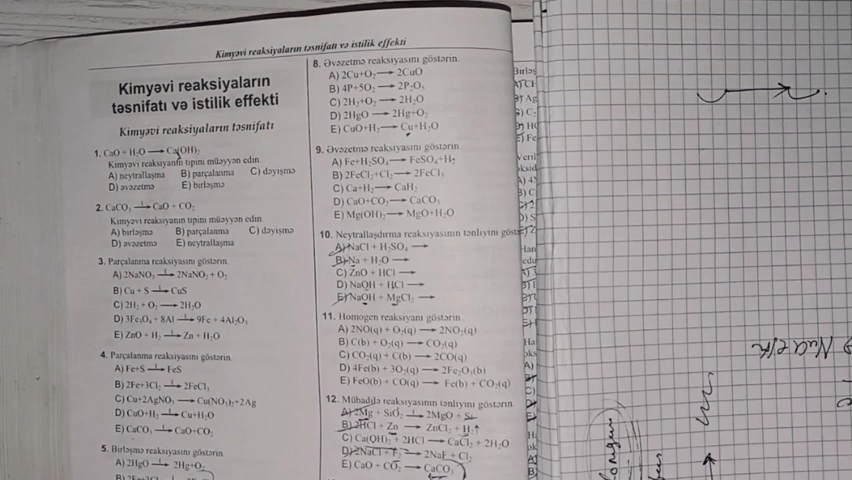 Kimyəvi reaksiyaların təsnifatı və istilik effekti
Kimyəvi reaksiyaların
təsnifatı və istilik effekti
Kimyəvi reaksiyaların təsnifatı
1. CaO + H₂O ⟶ Ca(OH)₂
Kimyəvi reaksiyanın tipini müəyyən edin.
A) neytrallaşma B) parçalanma C) dəyişmə
D) əvəzetmə E) birləşmə
2. CaCO₃ ⟶ CaO + CO₂
Kimyəvi reaksiyanın tipini müəyyən edin
A) birləşmə B) parçalanma C) dəyişmə
D) əvəzetmə E) neytrallaşma
3. Parçalanma reaksiyasını göstərin.
A) 2NaNO₃ ⟶ 2NaNO₂ + O₂
B) Cu + S ⟶ CuS
C) 2H₂ + O₂ ⟶ 2H₂O
D) 3Fe₃O₄ + 8Al ⟶ 9Fe + 4Al₂O₃
E) ZnO + H₂ ⟶ Zn + H₂O
4. Parçalanma reaksiyasını göstərin.
A) Fe+S ⟶ FeS
B) 2Fe+3Cl₂ ⟶ 2FeCl₃
C) Cu+2AgNO₃ ⟶ Cu(NO₃)₂+2Ag
D) CuO+H₂ ⟶ Cu+H₂O
E) CaCO₃ ⟶ CaO+CO₂
5. Birləşmə reaksiyasını göstərin.
A) 2HgO ⟶ 2Hg+O₂
8. Əvəzetmə reaksiyasını göstərin.
A) 2Cu+O₂ ⟶ 2CuO
B) 4P+5O₂ ⟶ 2P₂O₅
C) 2H₂+O₂ ⟶ 2H₂O
D) 2HgO ⟶ 2Hg+O₂
E) CuO+H₂ ⟶ Cu+H₂O
9. Əvəzetmə reaksiyasını göstərin.
A) Fe+H₂SO₄ ⟶ FeSO₄+H₂
B) 2FeCl₂+Cl₂ ⟶ 2FeCl₃
C) Ca+H₂ ⟶ CaH₂
D) CaO+CO₂ ⟶ CaCO₃
E) Mg(OH)₂ ⟶ MgO+H₂O
10. Neytrallaşdırma reaksiyasının tənliyini
A) NaCl + H₂SO₄ ⟶
B) Na + H₂O ⟶
C) ZnO + HCl ⟶
D) NaOH + HCl ⟶
E) NaOH + MgCl₂ ⟶
11. Homogen reaksiyanı göstərin.
A) 2NO(q) + O₂(q) ⟶ 2NO₂(q)
B) C(b) + O₂(q) ⟶ CO₂(q)
C) CO₂(q) + C(b) ⟶ 2CO(q)
D) 4Fe(b) + 3O₂(q) ⟶ 2Fe₂O₃(b)
E) FeO(b) + CO(q) ⟶ Fe(b) + CO₂(q)
12. Mübadilə reaksiyasının tənliyini göstərin.
A) 2Mg + SiO₂ ⟶ 2MgO + Si
B) 2HCl + Zn ⟶ ZnCl₂ + H₂↑
C) Ca(OH)₂ + 2HCl ⟶ CaCl₂ + 2H₂O
D) 2NaCl + F₂ ⟶ 2NaF + Cl₂
E) CaO + CO₂ ⟶ CaCO₃